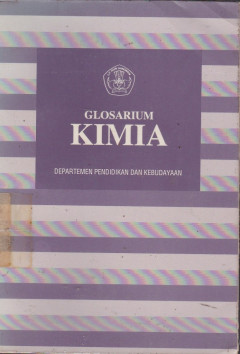 GLOSARIUM
KIMIA
DEPARTEMEN PENDIDIKAN DAN KEBUDAYAAN